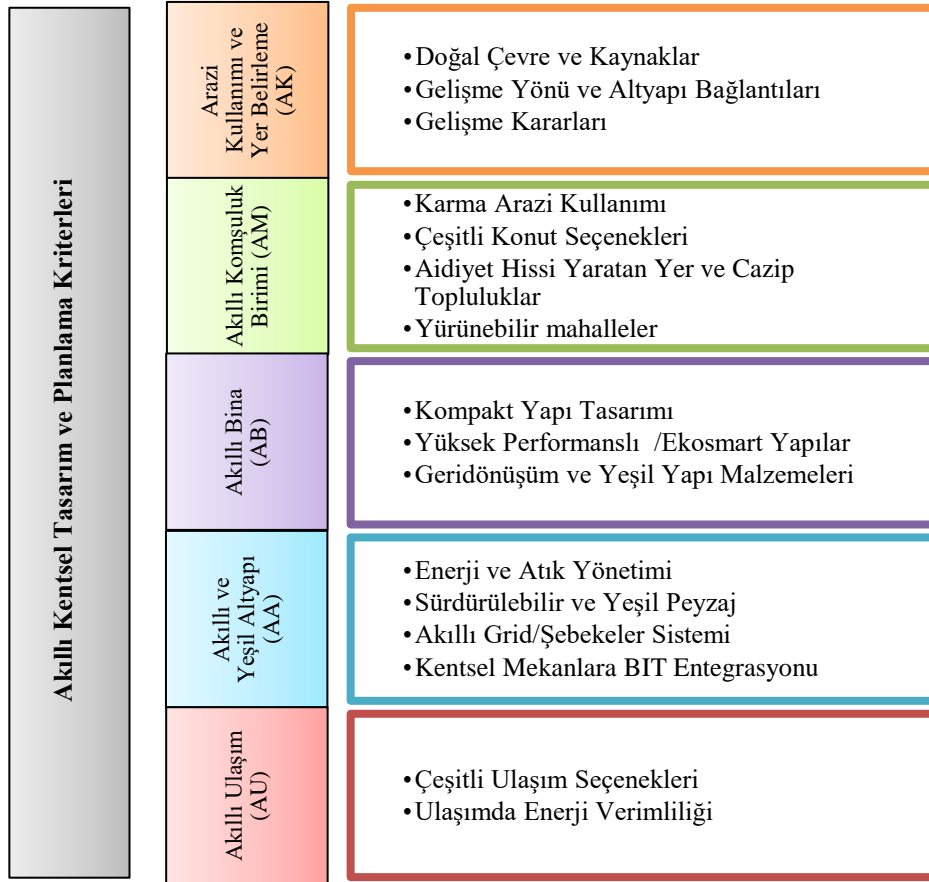 Akıllı Kentsel Tasarım ve Planlama Kriterleri
Arazi
Kullanımı ve
Yer Belirleme
(AK)
•Doğal Çevre ve Kaynaklar
•Gelişme Yönü ve Altyapı Bağlantıları
•Gelişme Kararları
Akıllı Komşuluk
Birimi (AM)
•Karma Arazi Kullanımı
•Çeşitli Konut Seçenekleri
•Aidiyet Hissi Yaratan Yer ve Cazip
Topluluklar
•Yürünebilir mahalleler
Akıllı Bina
(AB)
•Kompakt Yapı Tasarımı
•Yüksek Performanslı /Ekosmart Yapılar
•Geridönüşüm ve Yeşil Yapı Malzemeleri
Akıllı ve
Yeşil Altyapı
(AA)
•Enerji ve Atık Yönetimi
•Sürdürülebilir ve Yeşil Peyzaj
•Akıllı Grid/Şebekeler Sistemi
•Kentsel Mekanlara BIT Entegrasyonu
Akıllı Ulaşım
(AU)
•Çeşitli Ulaşım Seçenekleri
•Ulaşımda Enerji Verimliliği